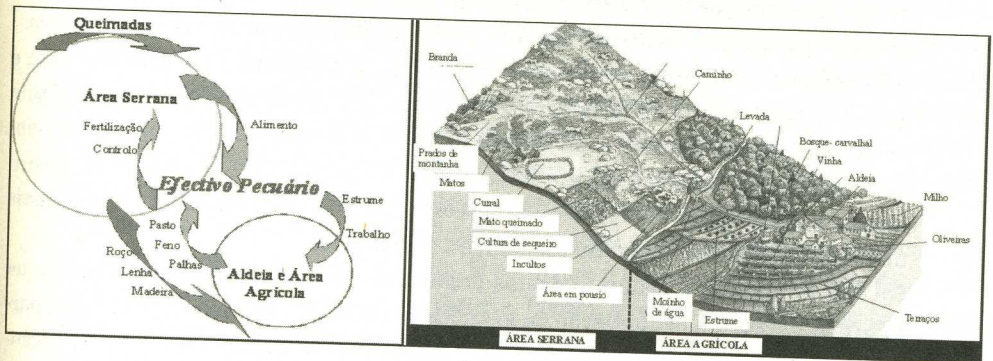 Queimadas
Área Serrana
Fertilização
Controlo
Alimento
Efectivo Pecuário
Estrume
Trabalho
Pasto
Feno
Palhas
Roço
Lenha
Madeira
Aldeia e Área
Agrícola
Branda
Caminho
Levada
Bosque- carvalhal
Vinha
Aldeia
Milho
Oliveiras
Terraços
Prados de
montanha
Matos
Curral
Mato queimado
Cultura de sequeiro
Incultos
Área em pousio
Moínho
de água
Estrume
ÁREA SERRANA
ÁREA AGRÍCOLA